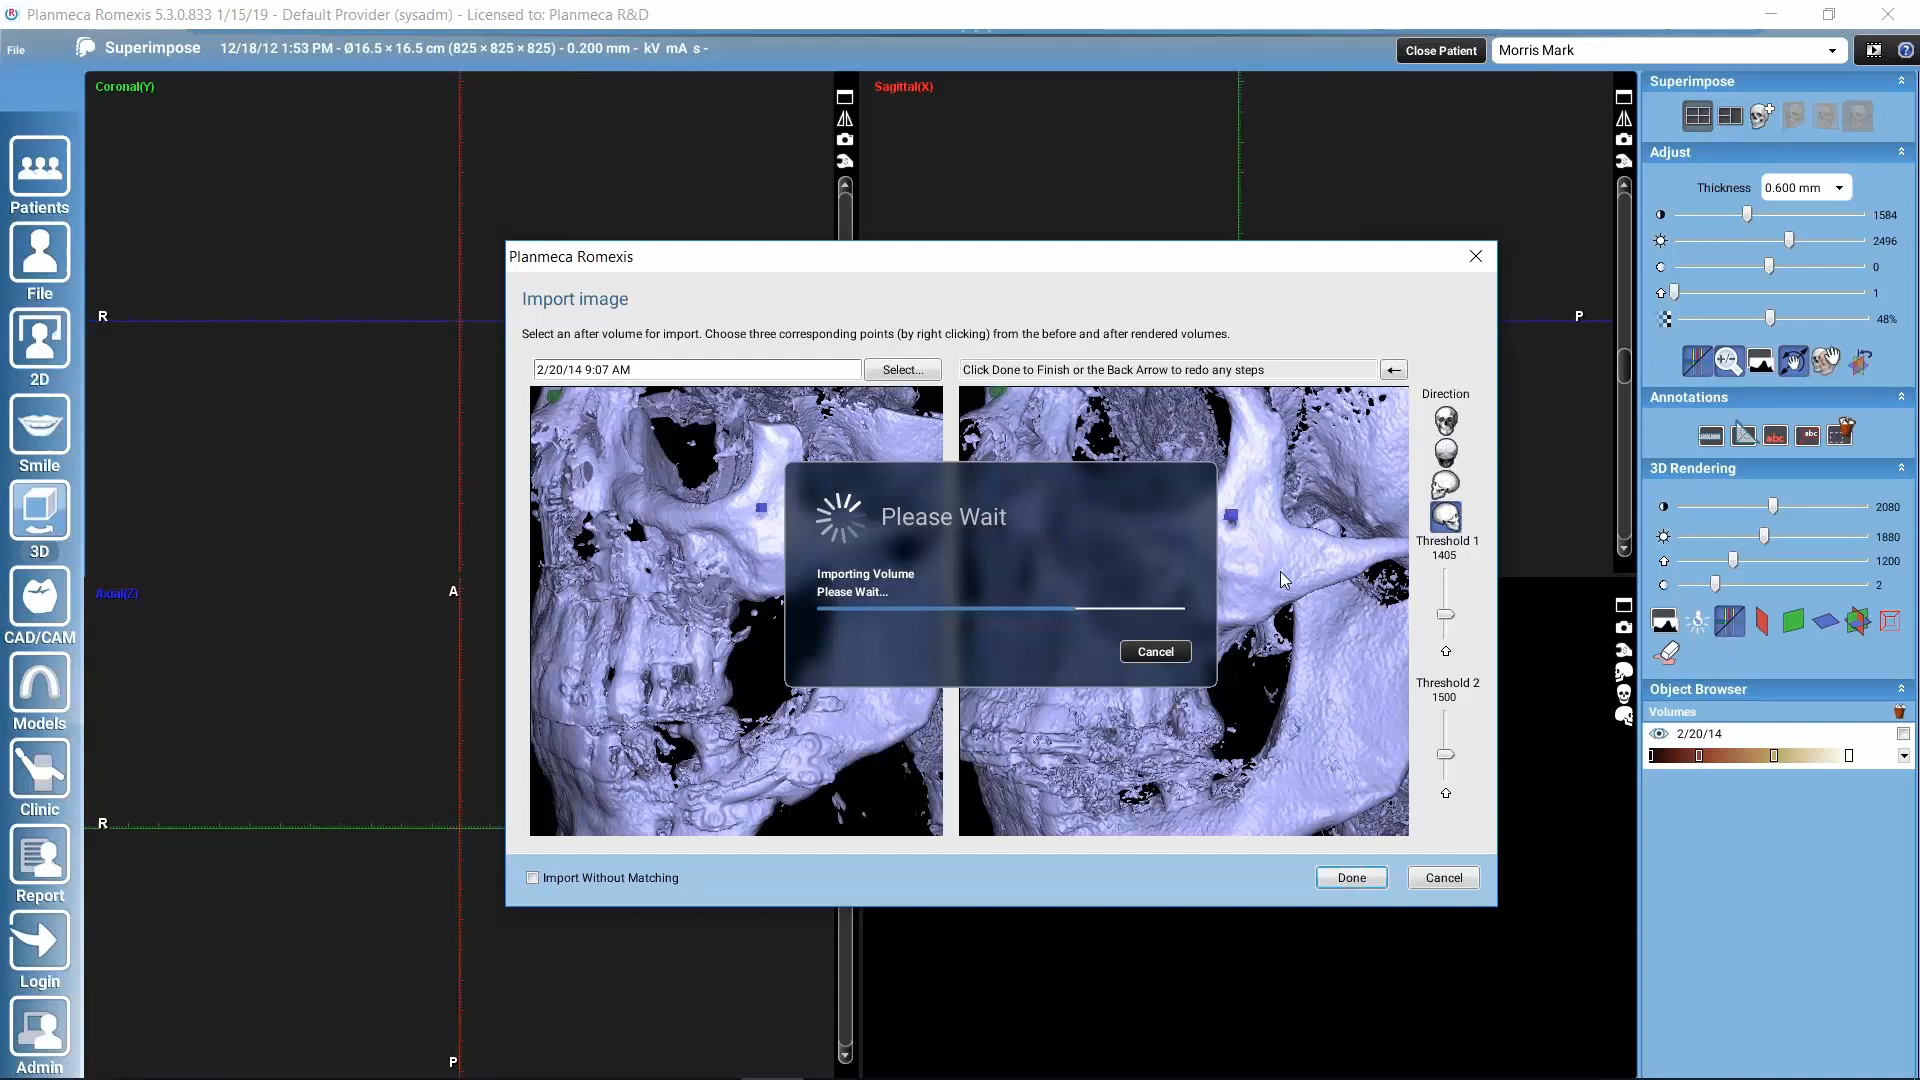 Planmeca Romexis 5.3.0.833 1/15/19 - Default Provider (sysadm) - Licensed to: Planmeca R&D
File
Superimpose
12/18/12 1:53 PM - Ø16.5 × 16.5 cm (825 × 825 × 825) - 0.200 mm - kV mA s -
Close Patient
Morris Mark
Coronal(Y)
Sagittal(X)
R
P
Axial(Z)
A
R
P
Patients
File
2D
Smile
3D
CAD/CAM
Models
Clinic
Report
Login
Admin
Planmeca Romexis
Import image
Select an after volume for import. Choose three corresponding points (by right clicking) from the before and after rendered volumes.
2/20/14 9:07 AM
Select...
Click Done to Finish or the Back Arrow to redo any steps
Direction
Threshold 1
1405
Threshold 2
1500
Please Wait
Importing Volume
Please Wait...
Cancel
Import Without Matching
Done
Cancel
Superimpose
Adjust
Thickness
0.600 mm
1584
2496
0
1
48%
Annotations
abc
abc
3D Rendering
2080
1880
1200
2
Object Browser
Volumes
2/20/14